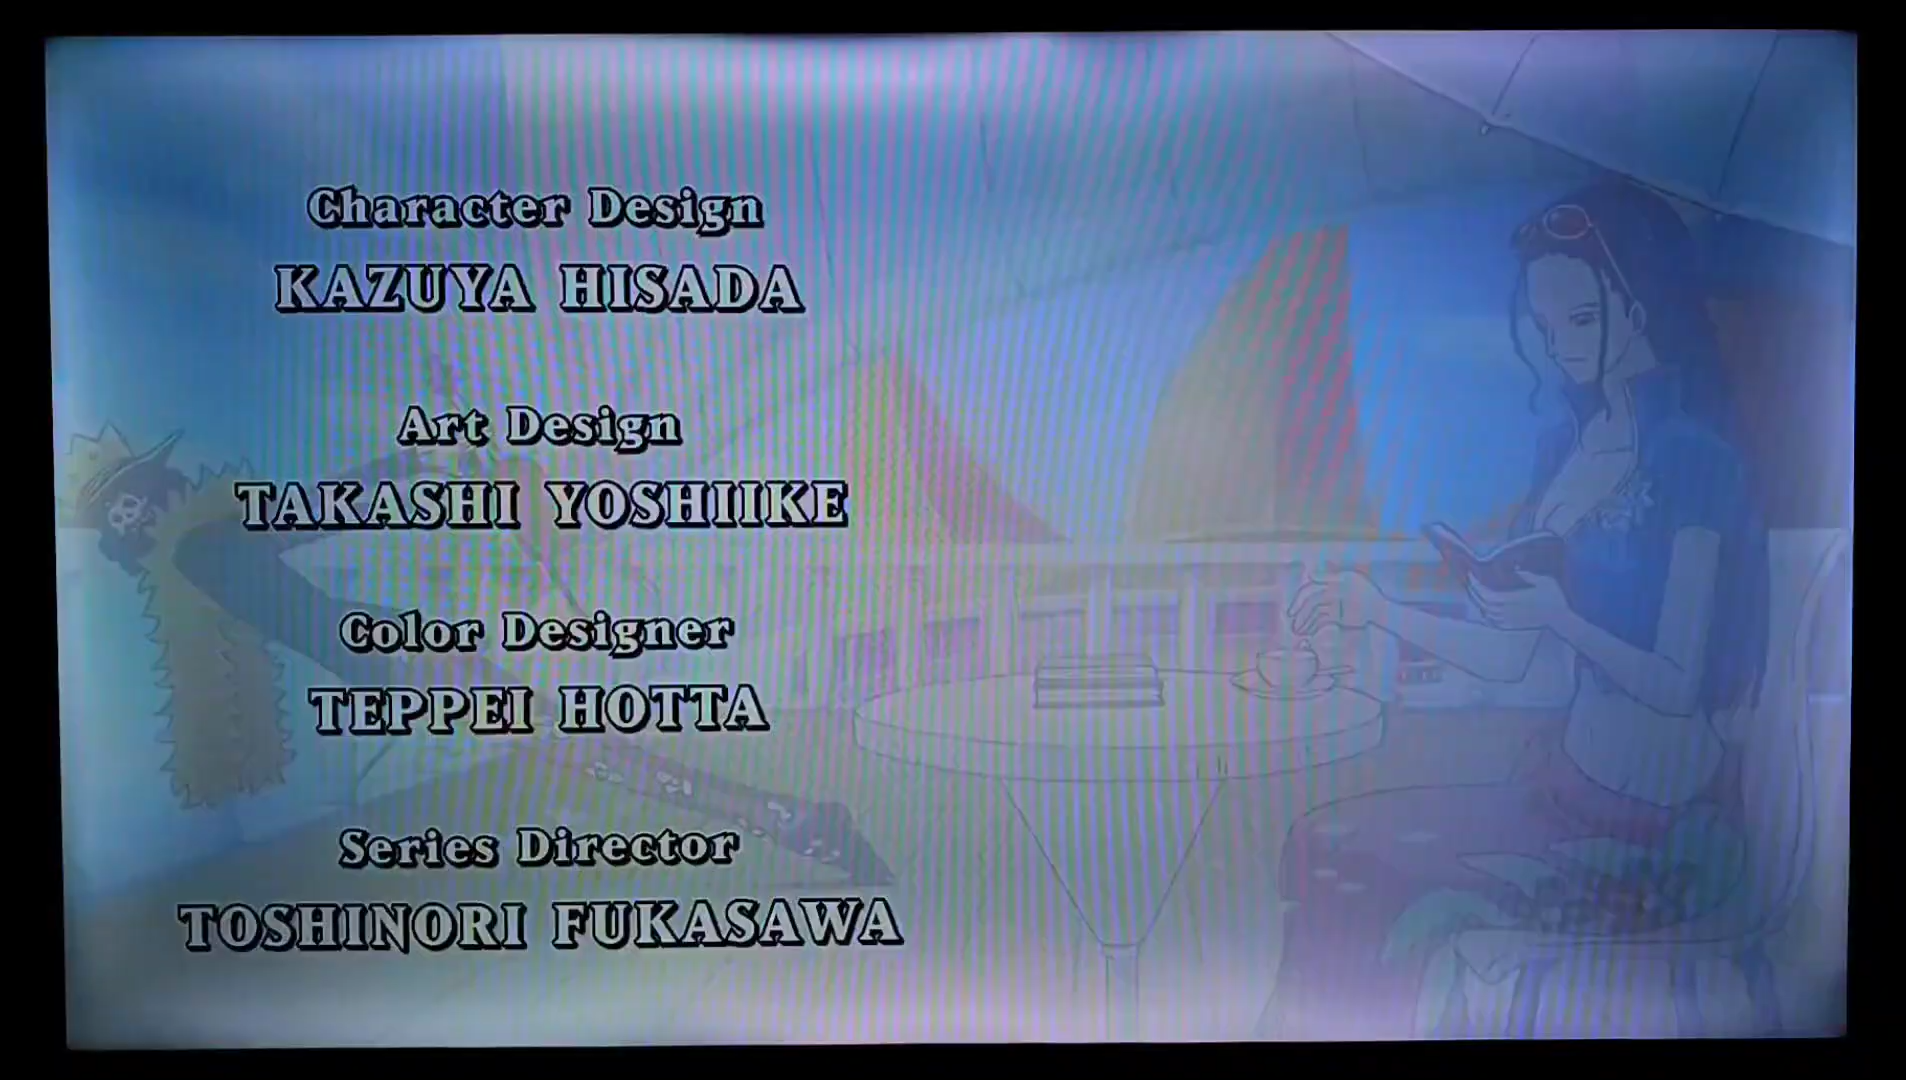 Character Design
KAZUYA HISADA
Art Design
TAKASHI YOSHIIKE
Color Designer
TEPPEI HOTTA
Series Director
TOSHINORI FUKASAWA